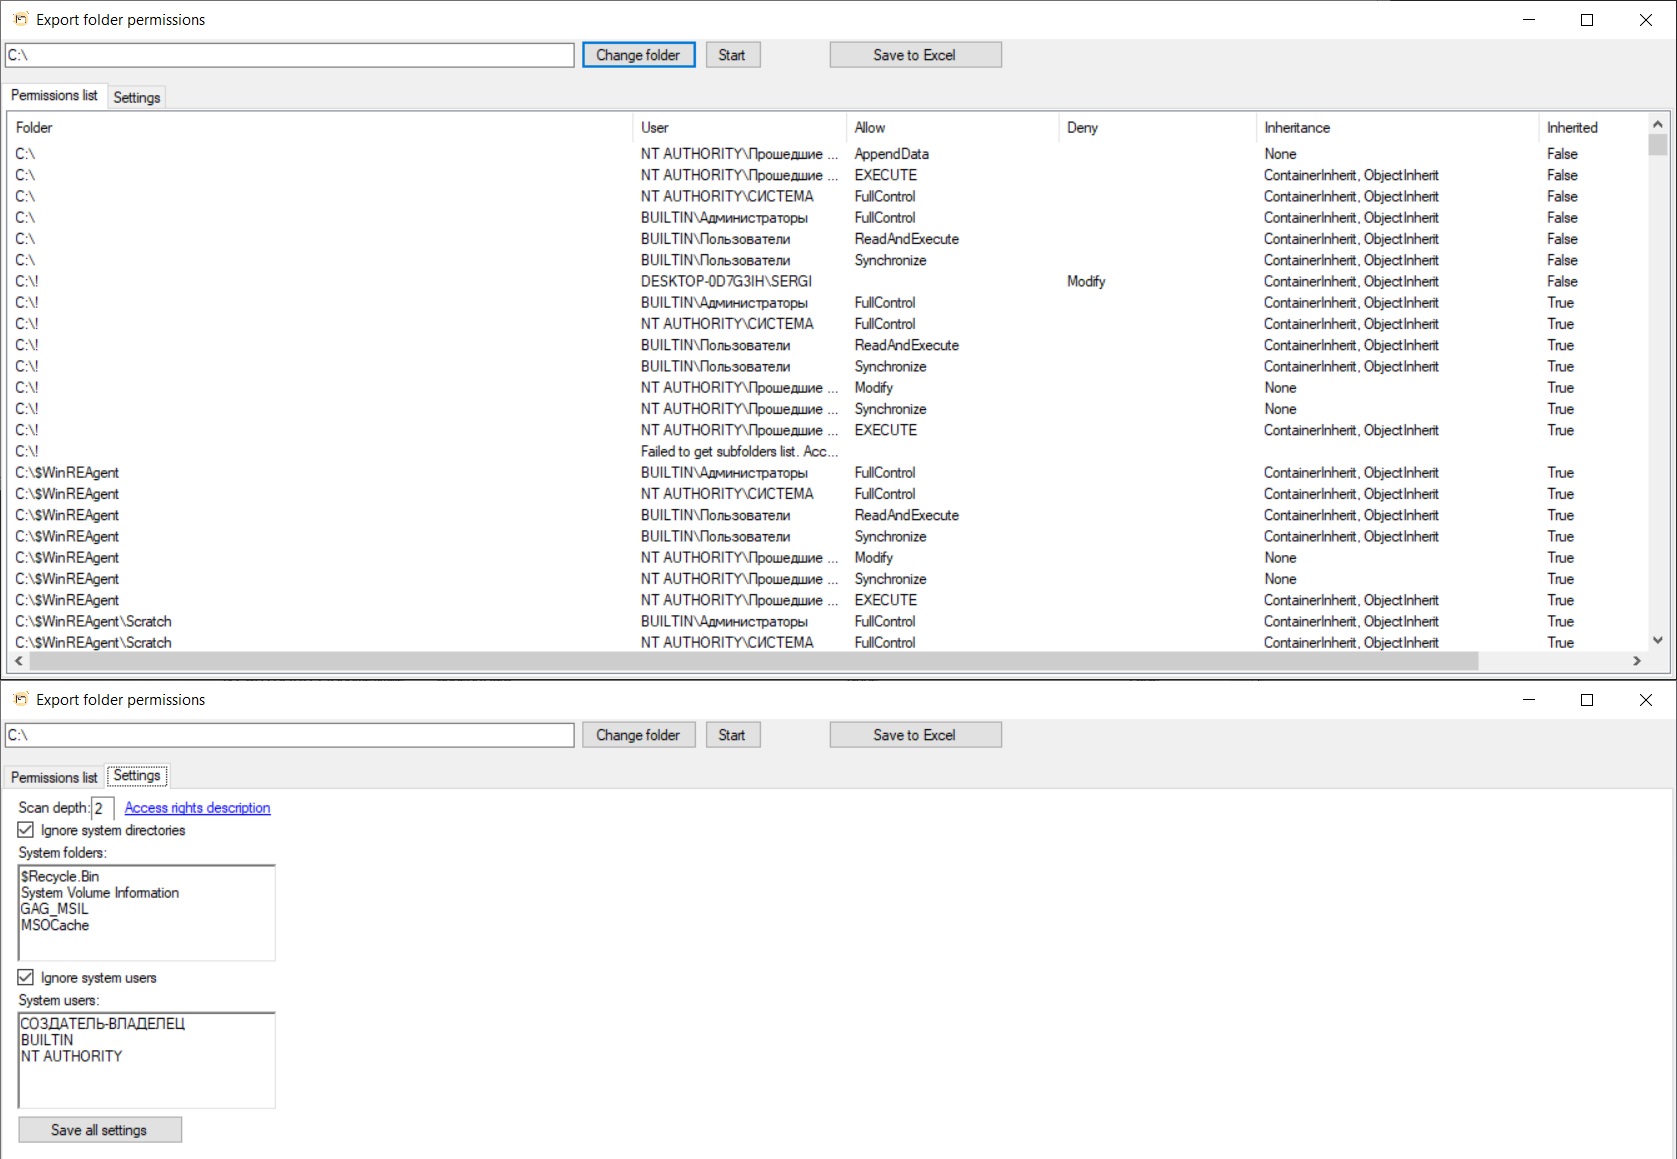 Export folder permissions
C:\ Change folder Start Save to Excel
Permissions list Settings
Folder User Allow Deny Inheritance Inherited
C:\ NT AUTHORITY\Прошедшие ... AppendData None False
C:\ NT AUTHORITY\Прошедшие ... EXECUTE ContainerInherit, ObjectInherit False
C:\ NT AUTHORITY\СИСТЕМА FullControl ContainerInherit, ObjectInherit False
C:\ BUILTIN\Администраторы FullControl ContainerInherit, ObjectInherit False
C:\ BUILTIN\Пользователи ReadAndExecute ContainerInherit, ObjectInherit False
C:\ BUILTIN\Пользователи Synchronize ContainerInherit, ObjectInherit False
C:\! DESKTOP-0D7G3IH\SERGI Modify ContainerInherit, ObjectInherit False
C:\! BUILTIN\Администраторы FullControl ContainerInherit, ObjectInherit True
C:\! NT AUTHORITY\СИСТЕМА FullControl ContainerInherit, ObjectInherit True
C:\! BUILTIN\Пользователи ReadAndExecute ContainerInherit, ObjectInherit True
C:\! BUILTIN\Пользователи Synchronize ContainerInherit, ObjectInherit True
C:\! NT AUTHORITY\Прошедшие ... Modify None True
C:\! NT AUTHORITY\Прошедшие ... Synchronize None True
C:\! NT AUTHORITY\Прошедшие ... EXECUTE ContainerInherit, ObjectInherit True
C:\! Failed to get subfolders list. Acc...
C:\$WinREAgent BUILTIN\Администраторы FullControl ContainerInherit, ObjectInherit True
C:\$WinREAgent NT AUTHORITY\СИСТЕМА FullControl ContainerInherit, ObjectInherit True
C:\$WinREAgent BUILTIN\Пользователи ReadAndExecute ContainerInherit, ObjectInherit True
C:\$WinREAgent BUILTIN\Пользователи Synchronize ContainerInherit, ObjectInherit True
C:\$WinREAgent NT AUTHORITY\Прошедшие ... Modify None True
C:\$WinREAgent NT AUTHORITY\Прошедшие ... Synchronize None True
C:\$WinREAgent NT AUTHORITY\Прошедшие ... EXECUTE ContainerInherit, ObjectInherit True
C:\$WinREAgent\Scratch BUILTIN\Администраторы FullControl ContainerInherit, ObjectInherit True
C:\$WinREAgent\Scratch NT AUTHORITY\СИСТЕМА FullControl ContainerInherit, ObjectInherit True
Export folder permissions
C:\ Change folder Start Save to Excel
Permissions list Settings
Scan depth: 2 Access rights description
Ignore system directories
System folders:
$Recycle.Bin
System Volume Information
GAG_MSIL
MSOCache
Ignore system users
System users:
СОЗДАТЕЛЬ-ВЛАДЕЛЕЦ
BUILTIN
NT AUTHORITY
Save all settings